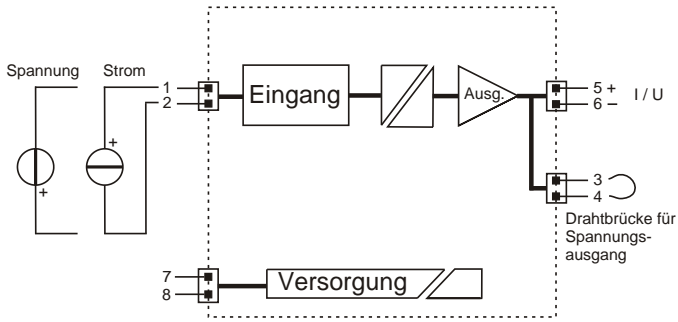 Spannung
Strom
+
+
1
2
Eingang
Ausg.
5 +
6 –
I / U
3
4
Drahtbrücke für
Spannungs-
ausgang
7
8
Versorgung